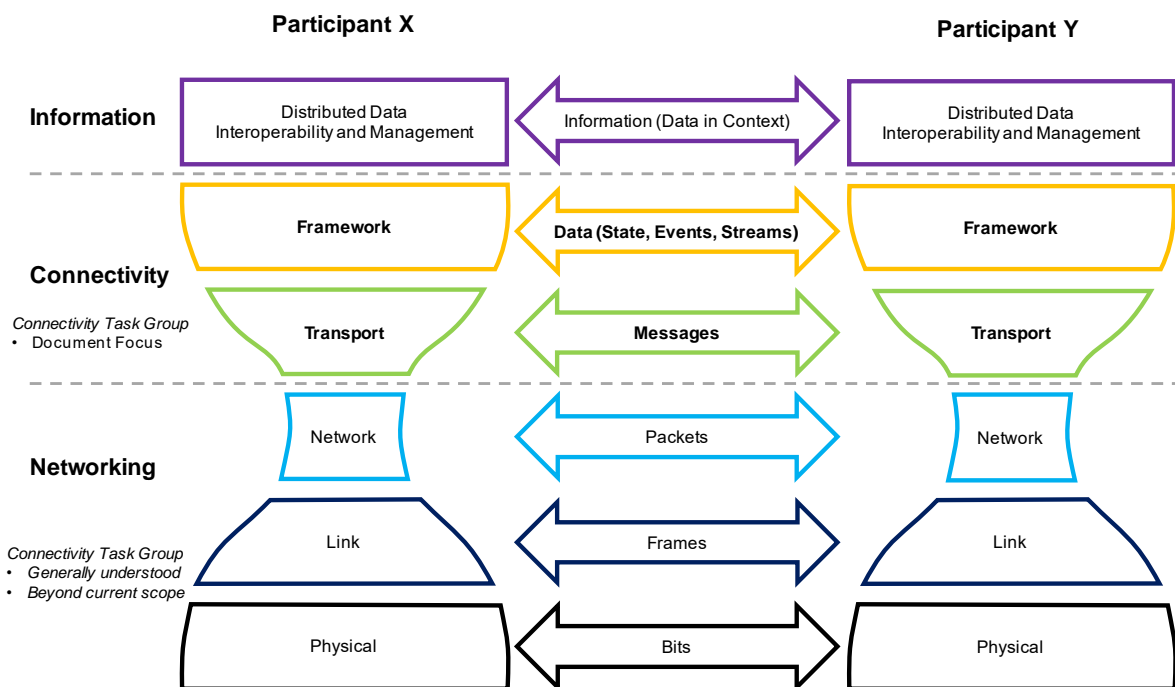 Participant X
Participant Y
Information
Distributed Data
Interoperability and Management
Information (Data in Context)
Distributed Data
Interoperability and Management
Framework
Data (State, Events, Streams)
Framework
Connectivity
Connectivity Task Group
• Document Focus
Transport
Messages
Transport
Network
Packets
Network
Networking
Link
Frames
Link
Connectivity Task Group
• Generally understood
• Beyond current scope
Physical
Bits
Physical